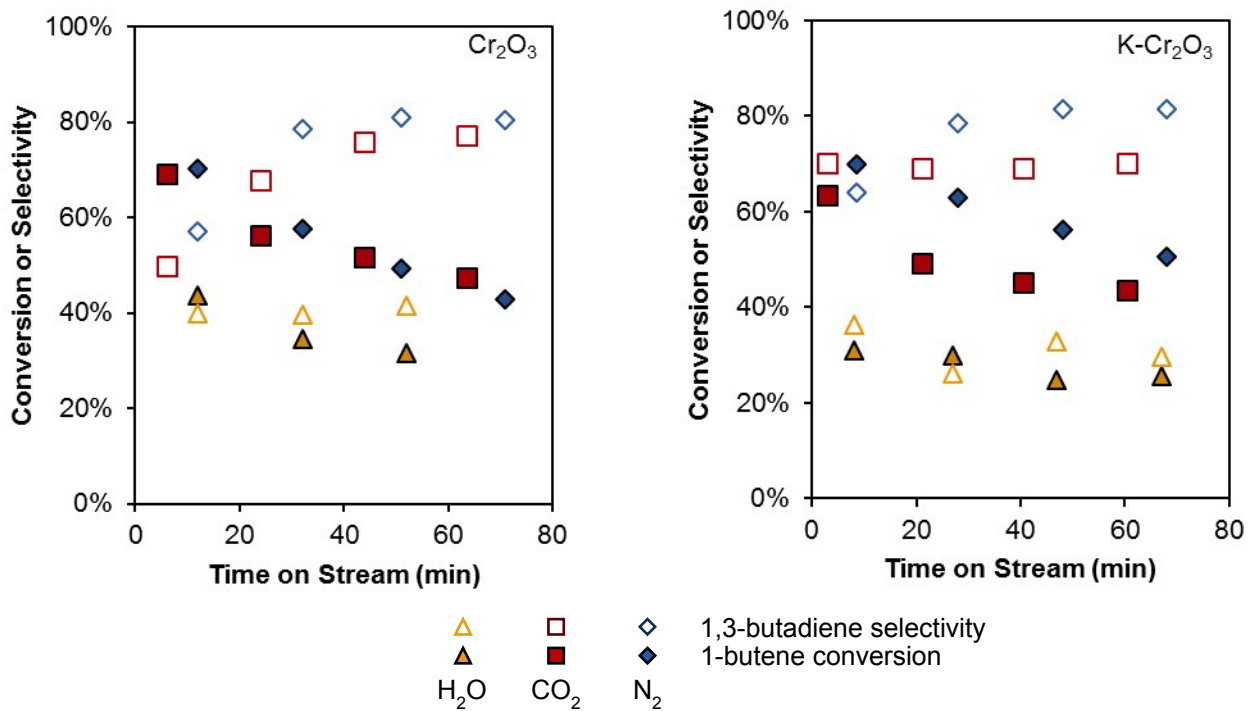 Cr₂O₃
100%
80%
60%
40%
20%
0%
Conversion or Selectivity
0 20 40 60 80
Time on Stream (min)
K-Cr₂O₃
100%
80%
60%
40%
20%
0%
Conversion or Selectivity
0 20 40 60 80
Time on Stream (min)
1,3-butadiene selectivity
1-butene conversion
H₂O CO₂ N₂